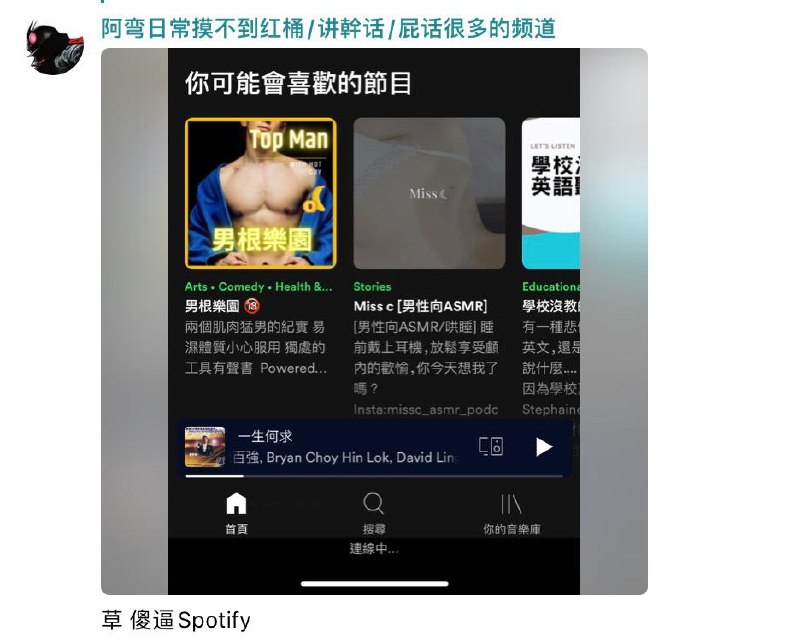 阿弯日常摸不到红桶/讲幹话/屁话很多的频道
你可能會喜歡的節目
Top Man
男根樂園
Miss
LET'S LISTEN
學校
英語
Arts • Comedy • Health &...
男根樂園 🔞
兩個肌肉猛男的紀實 易
濕體質小心服用 獨處的
工具有聲書 Powered...
Stories
Miss c [男性向ASMR]
[男性向ASMR/哄睡] 睡
前戴上耳機,放鬆享受顱
內的歡愉,你今天想我了
嗎？
Insta:missc_asmr_podc
Educationa
學校沒教
有一種悲
英文,還是
說什麼....
因為學校
Stephaine
一生何求
百強, Bryan Choy Hin Lok, David Lin
首頁
搜尋
你的音樂庫
連線中...
草 傻逼Spotify